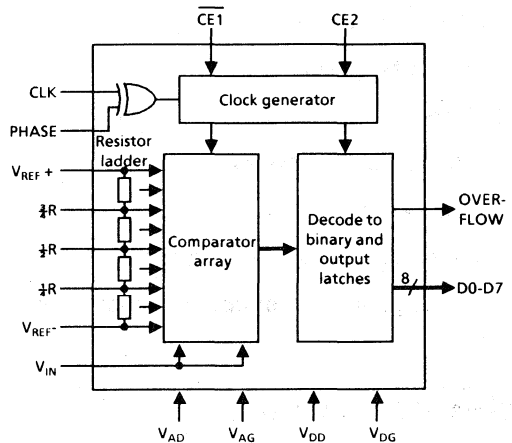 CE1 CE2
CLK
Clock generator
PHASE
Resistor
ladder
VREF +
¾R
½R
¼R
VREF-
VIN
Comparator
array
Decode to
binary and
output
latches
OVER-
FLOW
8
D0-D7
VAD VAG VDD VDG